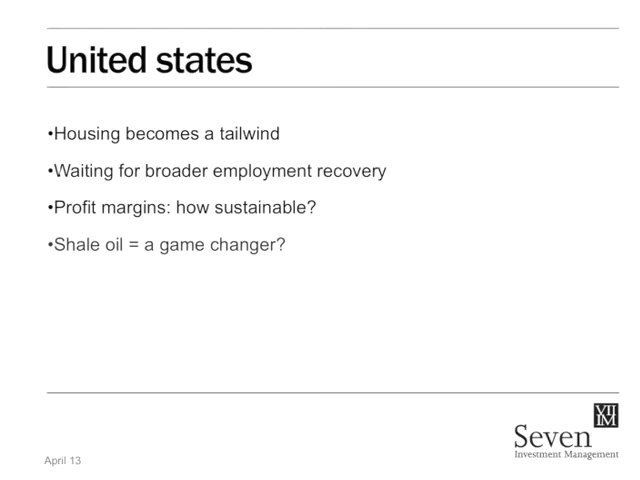 United states
•Housing becomes a tailwind
•Waiting for broader employment recovery
•Profit margins: how sustainable?
•Shale oil = a game changer?
VII
IM
Seven
Investment Management
April 13